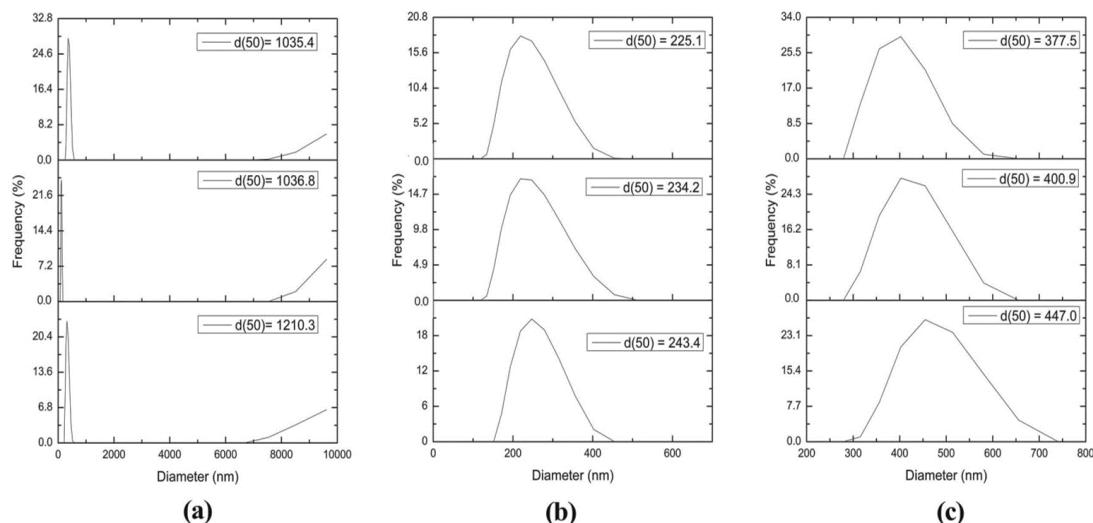 32.8
24.6
16.4
8.2
0.0
d(50)= 1035.4
21.6
14.4
7.2
0.0
d(50)= 1036.8
20.4
13.6
6.8
0.0
d(50)= 1210.3
Frequency (%)
0 2000 4000 6000 8000 10000
Diameter (nm)
(a)
20.8
15.6
10.4
5.2
0.0
d(50) = 225.1
14.7
9.8
4.9
0.0
d(50) = 234.2
18
12
6
0
d(50) = 243.4
Frequency (%)
0 200 400 600
Diameter (nm)
(b)
34.0
25.5
17.0
8.5
0.0
d(50) = 377.5
24.3
16.2
8.1
0.0
d(50) = 400.9
23.1
15.4
7.7
0.0
d(50) = 447.0
Frequency (%)
200 300 400 500 600 700 800
Diameter (nm)
(c)